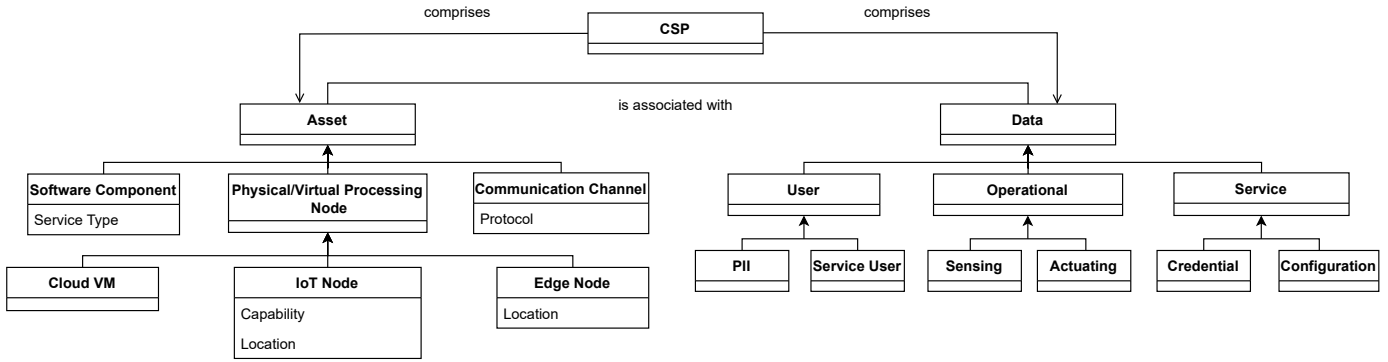 comprises
comprises
CSP
is associated with
Asset
Data
Software Component
Service Type
Physical/Virtual Processing
Node
Communication Channel
Protocol
User
Operational
Service
Cloud VM
IoT Node
Capability
Location
Edge Node
Location
PII
Service User
Sensing
Actuating
Credential
Configuration